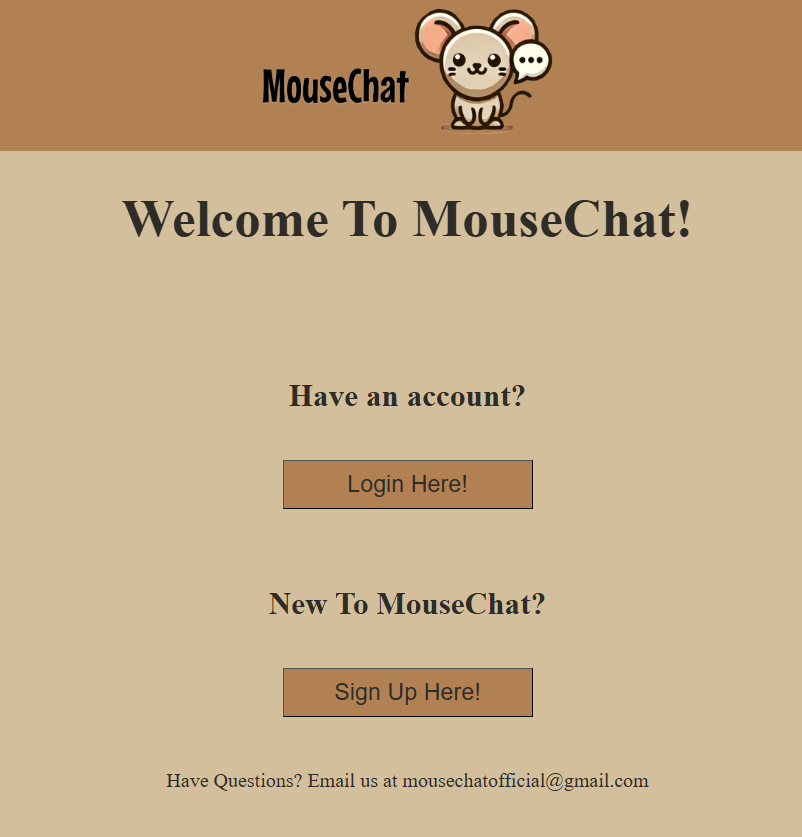 MouseChat
Welcome To MouseChat!
Have an account?
Login Here!
New To MouseChat?
Sign Up Here!
Have Questions? Email us at mousechatofficial@gmail.com